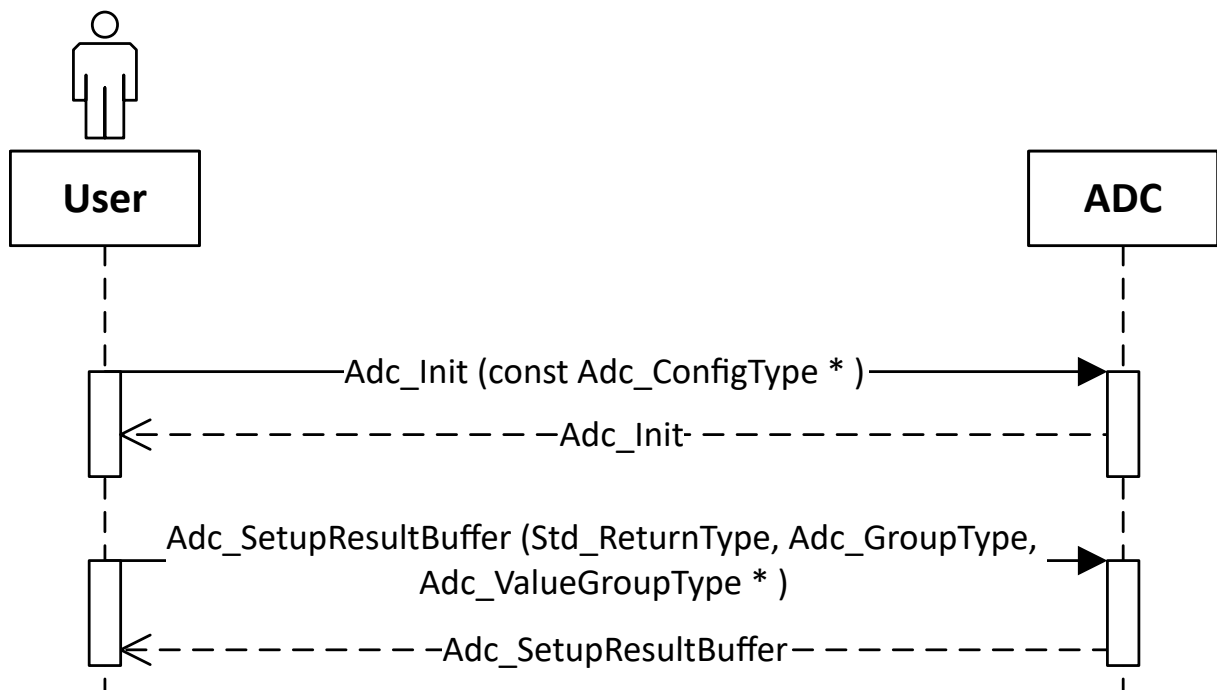 User
ADC
Adc_Init (const Adc_ConfigType * )
Adc_Init
Adc_SetupResultBuffer (Std_ReturnType, Adc_GroupType,
Adc_ValueGroupType * )
Adc_SetupResultBuffer